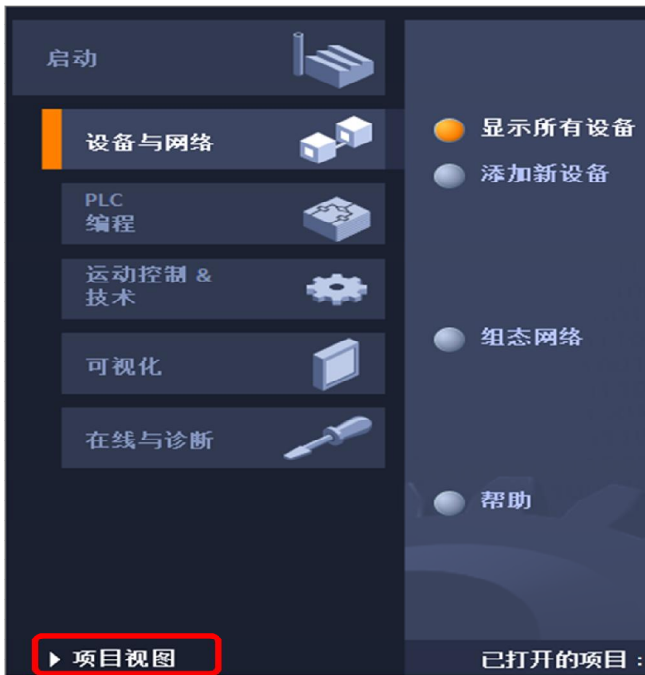 启动
设备与网络
PLC
编程
运动控制 &
技术
可视化
在线与诊断
项目视图
显示所有设备
添加新设备
组态网络
帮助
已打开的项目：